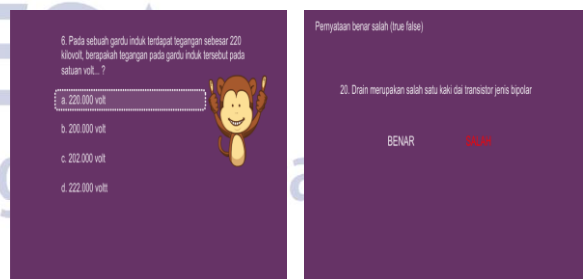 6. Pada sebuah gardu induk terdapat tegangan sebesar 220
kilovolt, berapakah tegangan pada gardu induk tersebut pada
satuan volt... ?
a. 220.000 volt
b. 200.000 volt
c. 202.000 volt
d. 222.000 voltt
Pernyataan benar salah (true false)
20. Drain merupakan salah satu kaki dai transistor jenis bipolar
BENAR SALAH